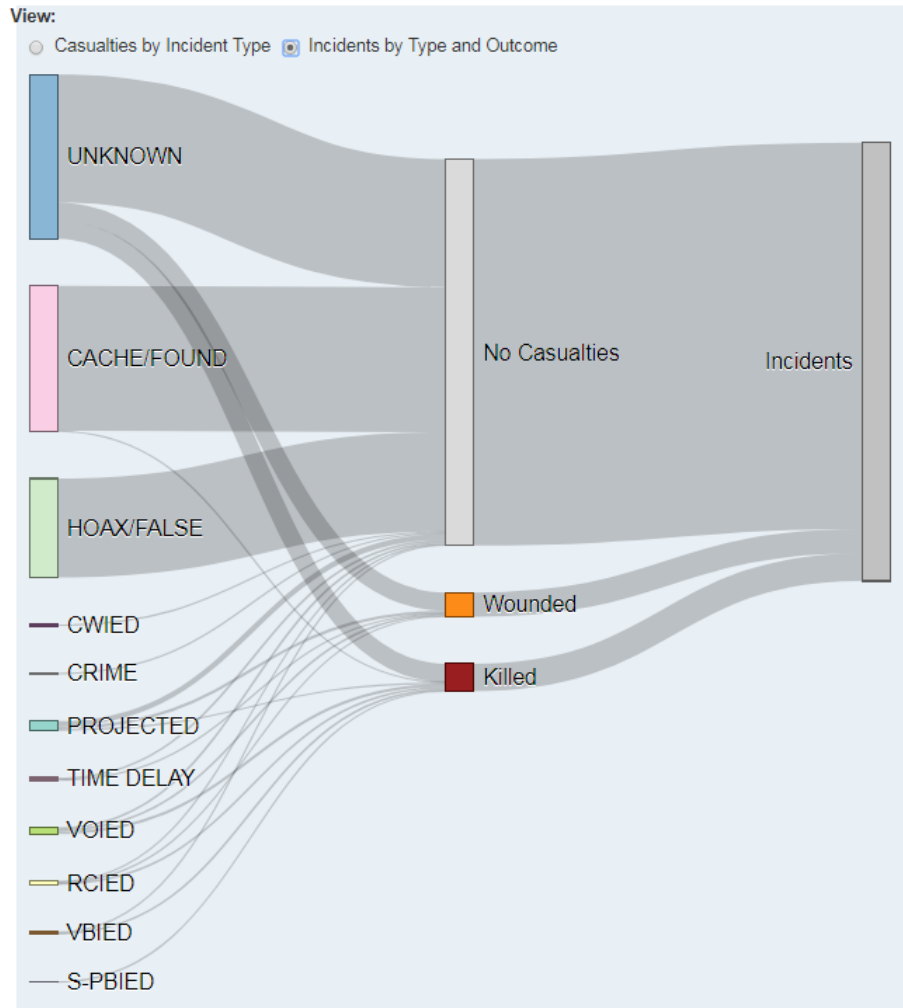 View:
Casualties by Incident Type Incidents by Type and Outcome
UNKNOWN
CACHE/FOUND
No Casualties
Incidents
HOAX/FALSE
CWIED
Wounded
CRIME
Killed
PROJECTED
TIME DELAY
VOIED
RCIED
VBIED
S-PBIED